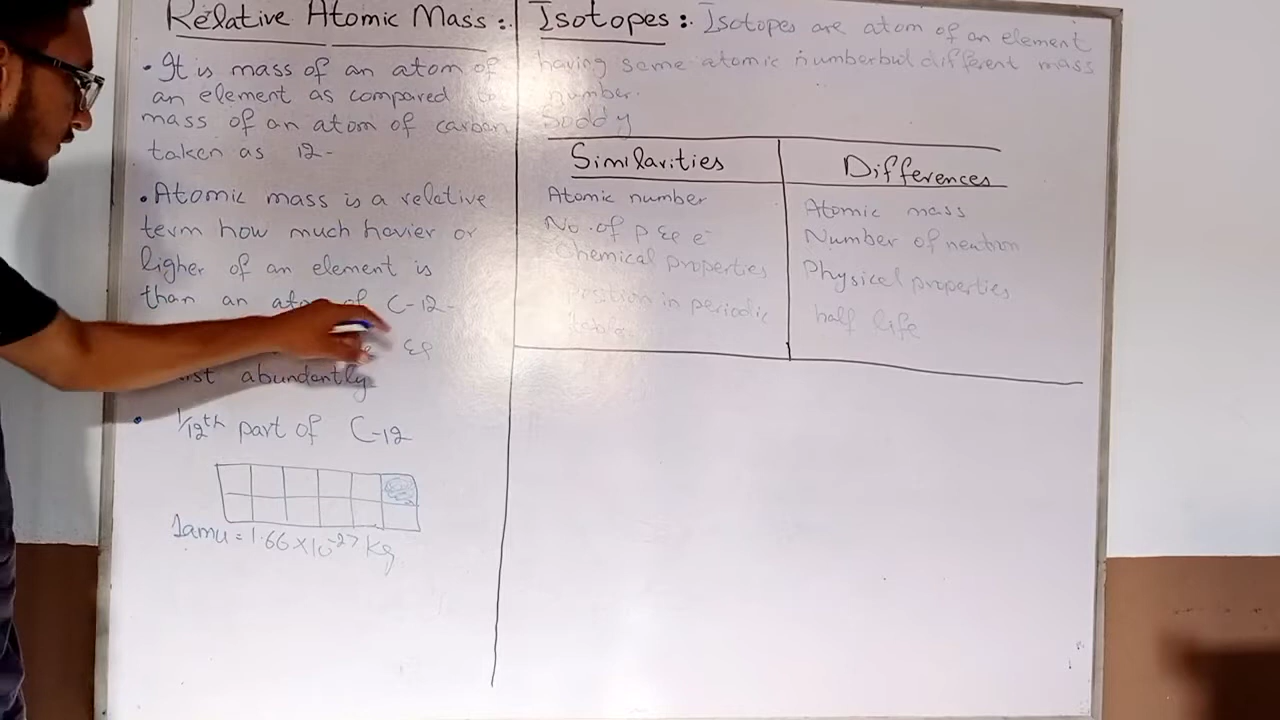 Relative Atomic Mass :.
• It is mass of an atom of
an element as compared to
mass of an atom of carbon
taken as 12-
• Atomic mass is a relative
term how much havier or
ligher of an element is
than an atom of C-12-
&
abundantly
• 1/12th part of C-12
1amu = 1.66×10-27 Kg
Isotopes :. Isotopes are atom of an element
having same atomic number but different mass
number.
Soddy
Similarities
Atomic number
No. of p & e-
Chemical properties
position in periodic
table
Differences
Atomic mass
Number of neutron
Physical properties
half life